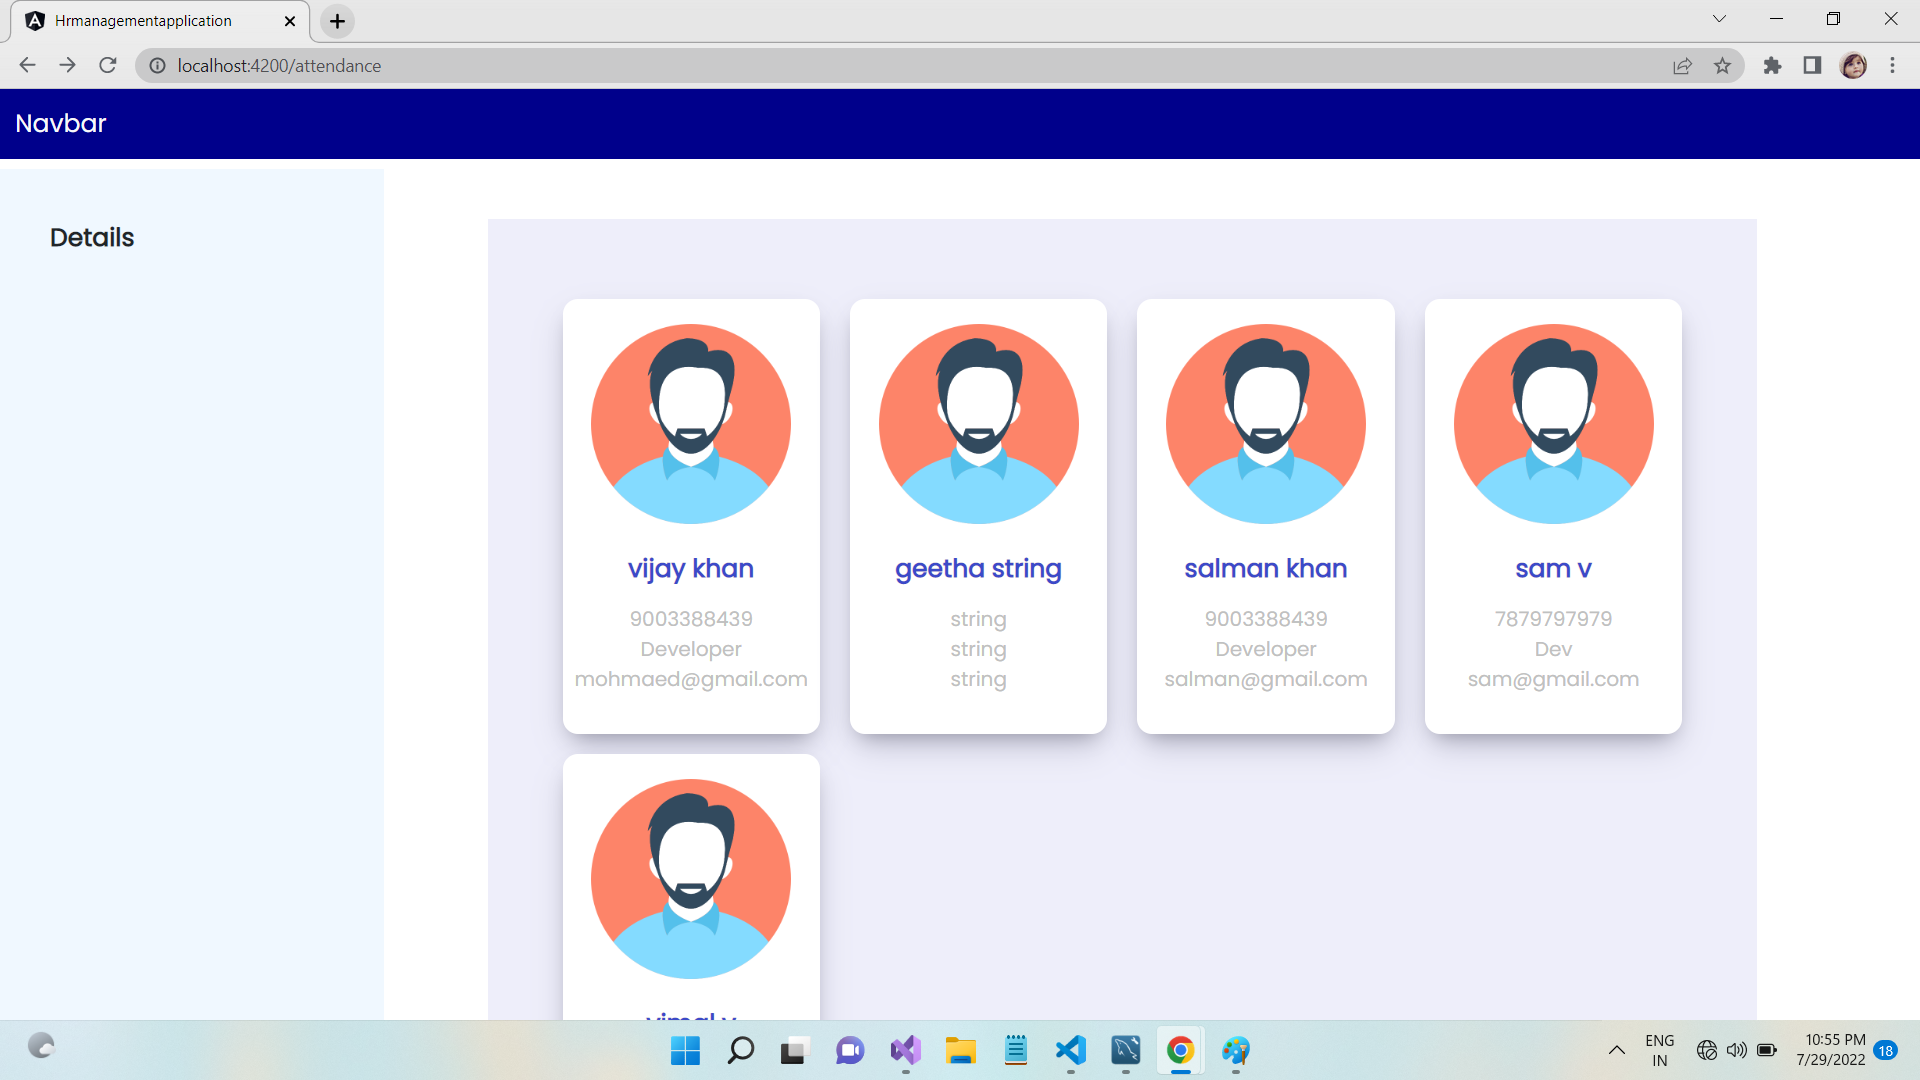 Hrmanagementapplication
localhost:4200/attendance
Navbar
Details
vijay khan
9003388439
Developer
mohmaed@gmail.com
geetha string
string
string
string
salman khan
9003388439
Developer
salman@gmail.com
sam v
7879797979
Dev
sam@gmail.com
vimal v
ENG
IN
10:55 PM
7/29/2022
18